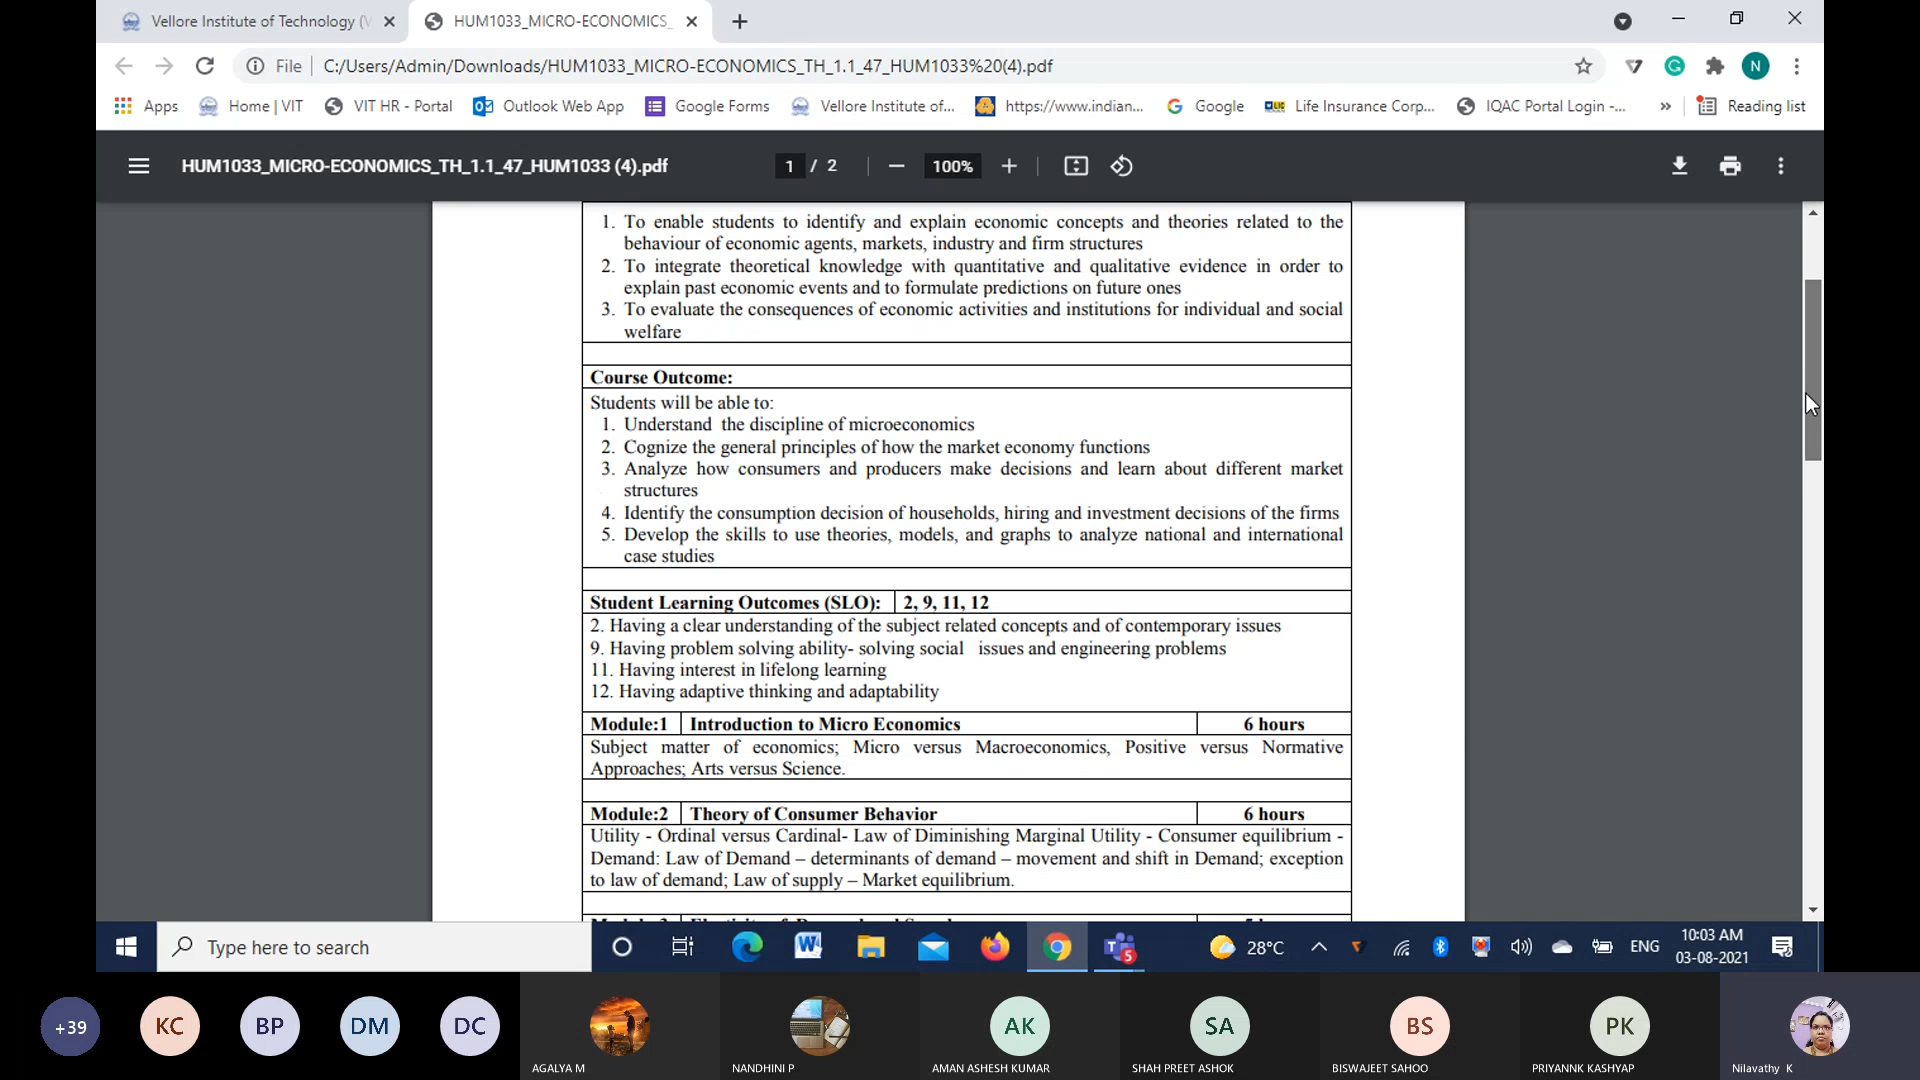 Vellore Institute of Technology (V
HUM1033_MICRO-ECONOMICS_
File
C:/Users/Admin/Downloads/HUM1033_MICRO-ECONOMICS_TH_1.1_47_HUM1033%20(4).pdf
N
Apps
Home | VIT
VIT HR - Portal
Outlook Web App
Google Forms
Vellore Institute of...
https://www.indian...
Google
LIC
Life Insurance Corp...
IQAC Portal Login -...
»
Reading list
HUM1033_MICRO-ECONOMICS_TH_1.1_47_HUM1033 (4).pdf
1 / 2
100%
1. To enable students to identify and explain economic concepts and theories related to the
behaviour of economic agents, markets, industry and firm structures
2. To integrate theoretical knowledge with quantitative and qualitative evidence in order to
explain past economic events and to formulate predictions on future ones
3. To evaluate the consequences of economic activities and institutions for individual and social
welfare
Course Outcome:
Students will be able to:
1. Understand the discipline of microeconomics
2. Cognize the general principles of how the market economy functions
3. Analyze how consumers and producers make decisions and learn about different market
structures
4. Identify the consumption decision of households, hiring and investment decisions of the firms
5. Develop the skills to use theories, models, and graphs to analyze national and international
case studies
Student Learning Outcomes (SLO): 2, 9, 11, 12
2. Having a clear understanding of the subject related concepts and of contemporary issues
9. Having problem solving ability- solving social issues and engineering problems
11. Having interest in lifelong learning
12. Having adaptive thinking and adaptability
Module:1 Introduction to Micro Economics 6 hours
Subject matter of economics; Micro versus Macroeconomics, Positive versus Normative
Approaches; Arts versus Science.
Module:2 Theory of Consumer Behavior 6 hours
Utility - Ordinal versus Cardinal- Law of Diminishing Marginal Utility - Consumer equilibrium -
Demand: Law of Demand – determinants of demand – movement and shift in Demand; exception
to law of demand; Law of supply – Market equilibrium.
Type here to search
5
28°C
ENG
10:03 AM
03-08-2021
+39
KC
BP
DM
DC
AK
SA
BS
PK
AGALYA M
NANDHINI P
AMAN ASHESH KUMAR
SHAH PREET ASHOK
BISWAJEET SAHOO
PRIYANNK KASHYAP
Nilavathy K